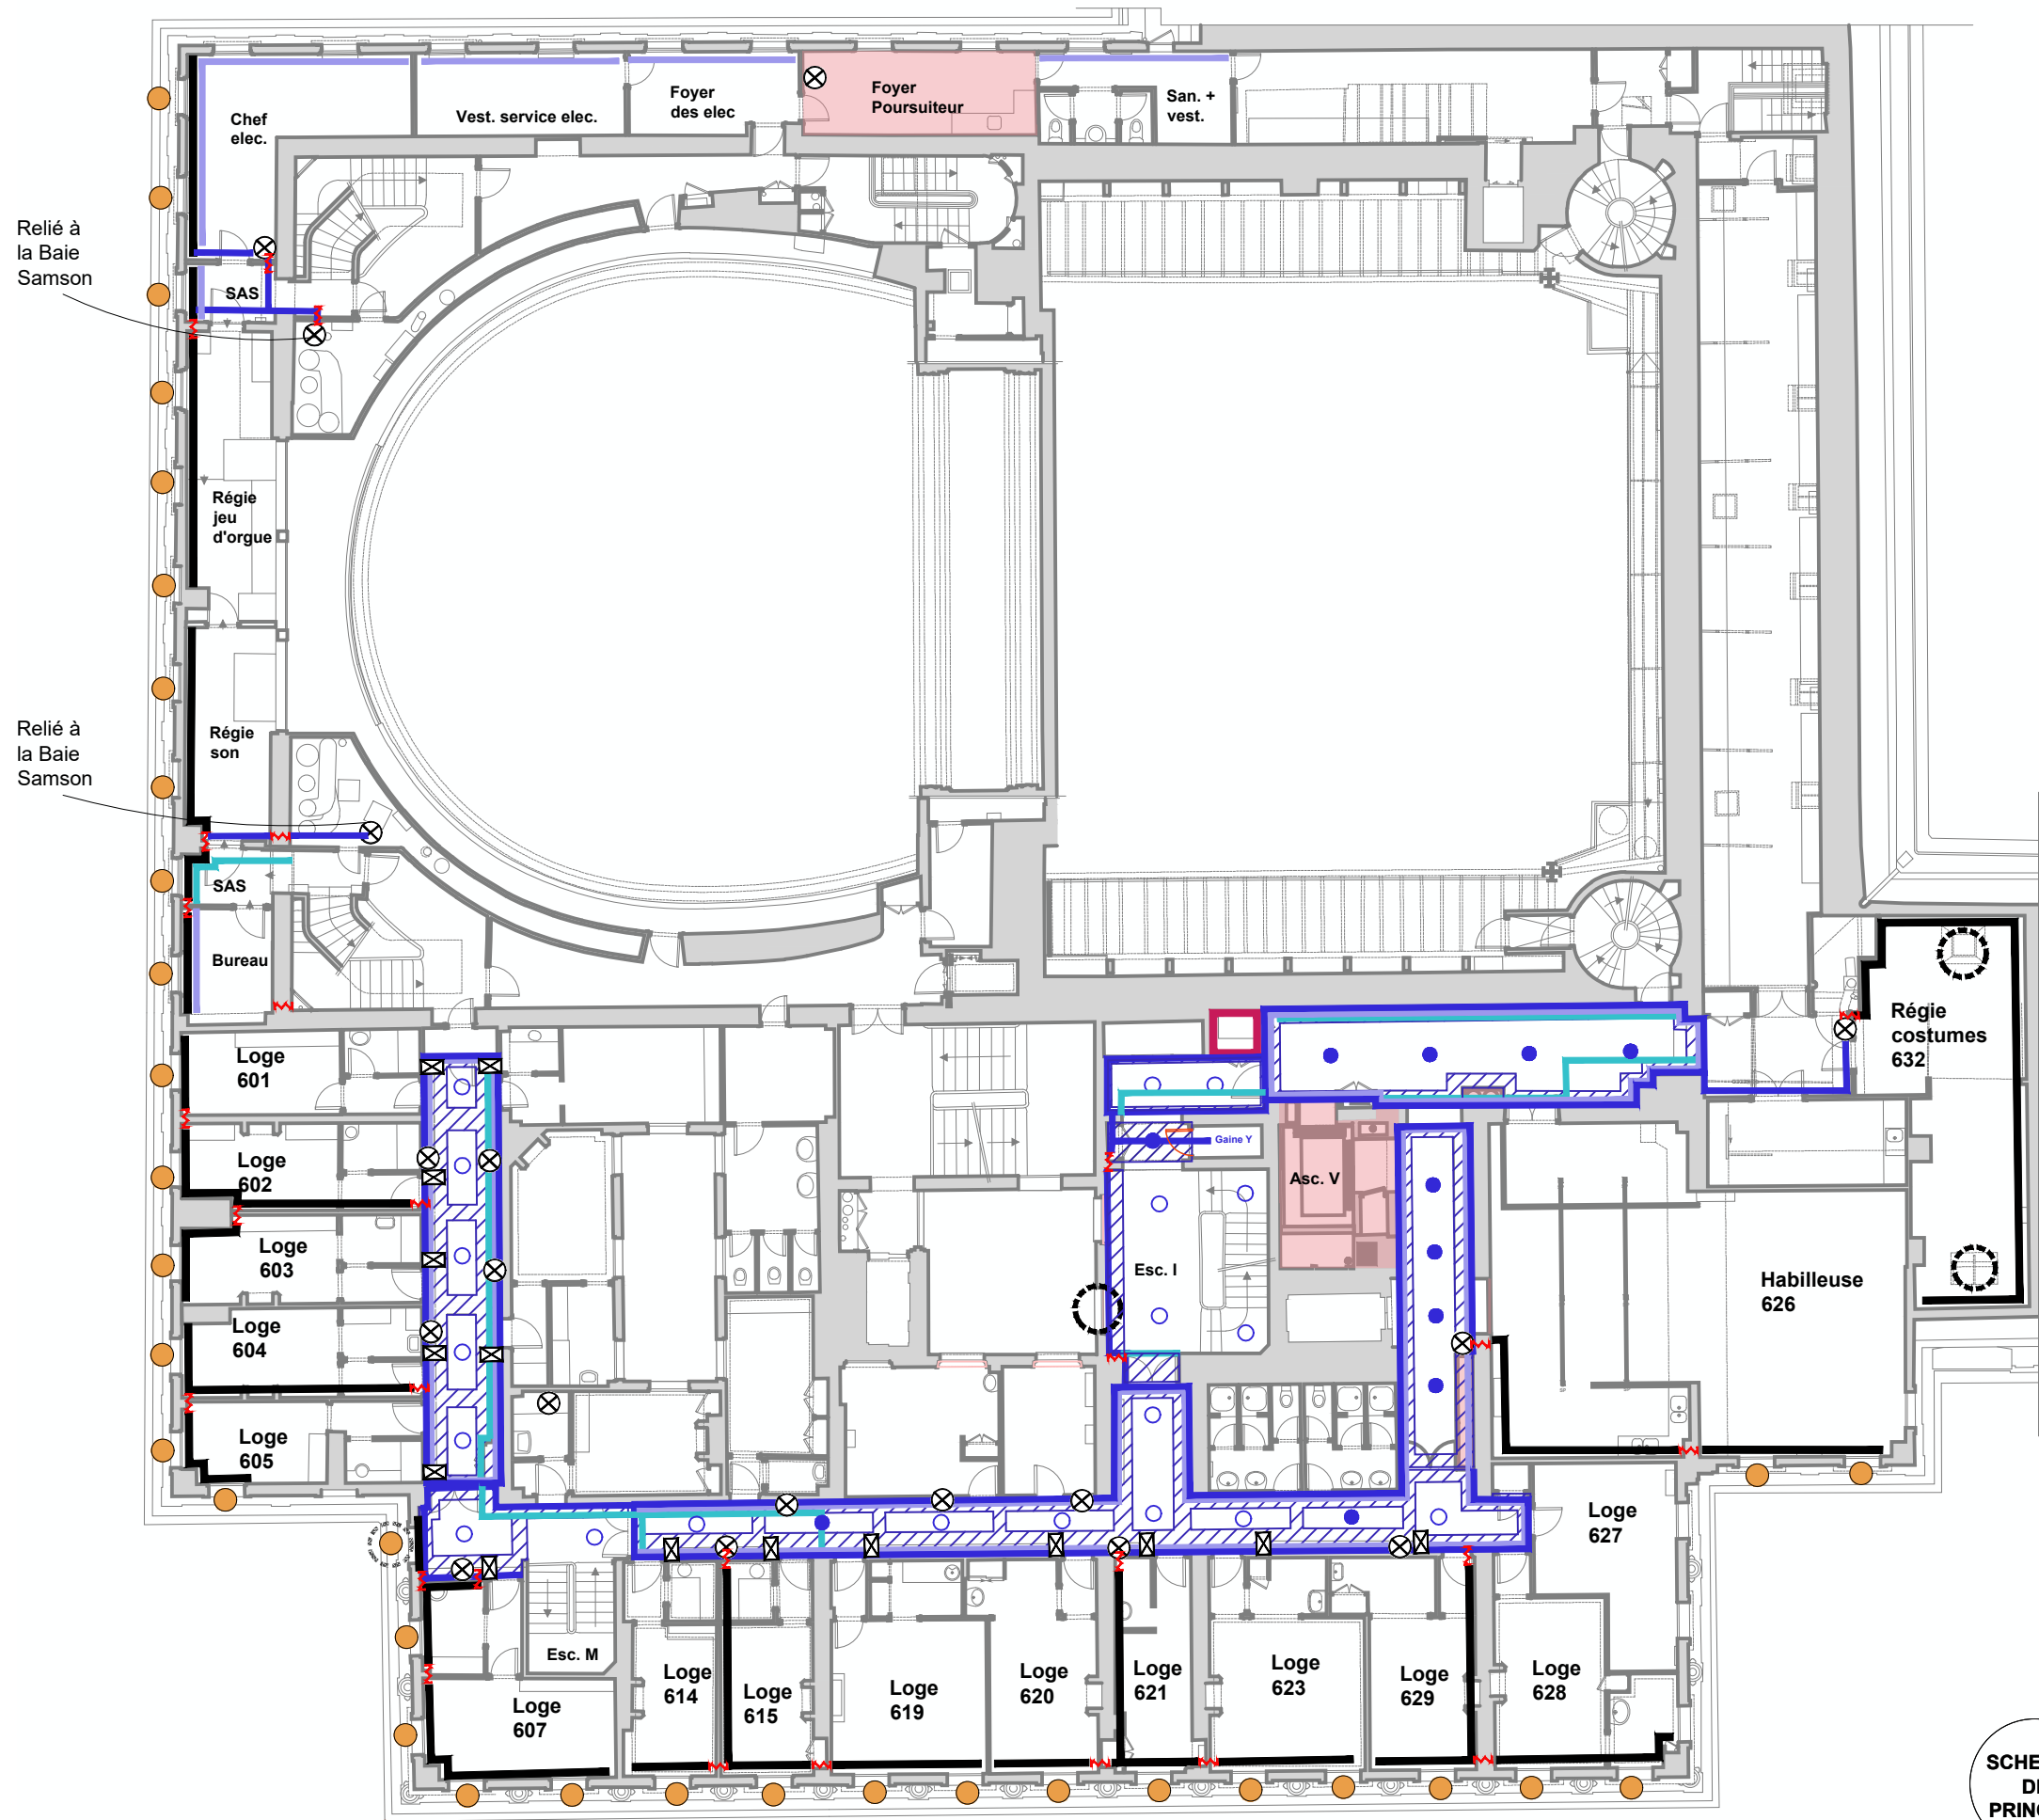 Chef
elec.
Vest. service elec.
Foyer
des elec
Foyer
Poursuiteur
San. +
vest.
Relié à
la Baie
Samson
SAS
Régie
jeu
d'orgue
Relié à
la Baie
Samson
Régie
son
SAS
Bureau
Régie
costumes
632
Loge
601
Loge
602
Loge
603
Loge
604
Loge
605
Gaine Y
Asc. V
Esc. I
Habilleuse
626
Loge
627
Esc. M
Loge
607
Loge
614
Loge
615
Loge
619
Loge
620
Loge
621
Loge
623
Loge
629
Loge
628